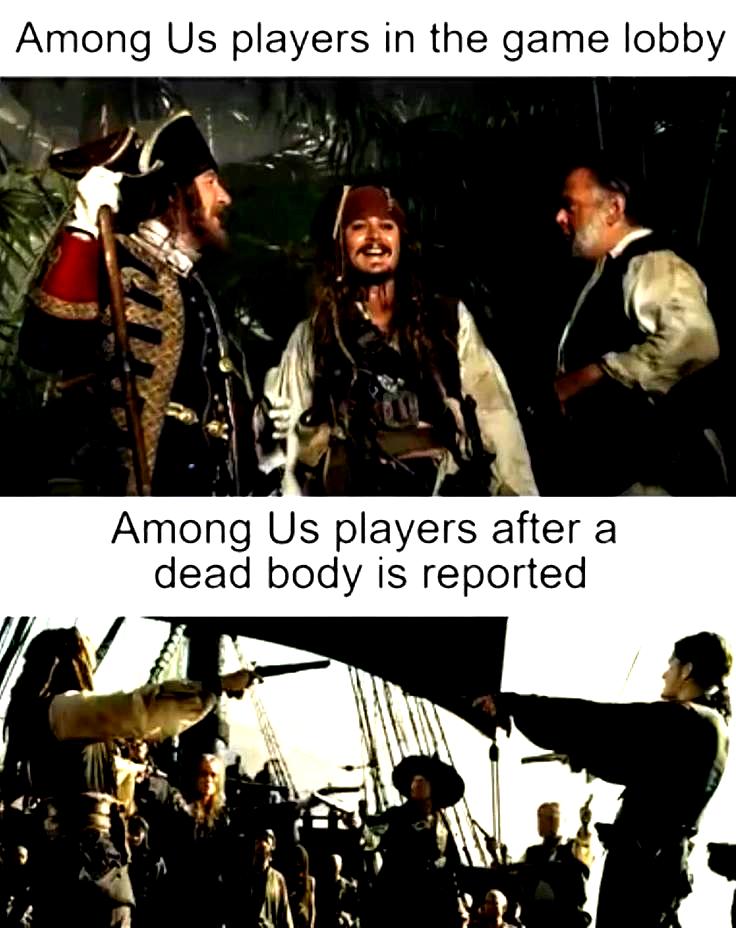 Among Us players in the game lobby
Among Us players after a
dead body is reported